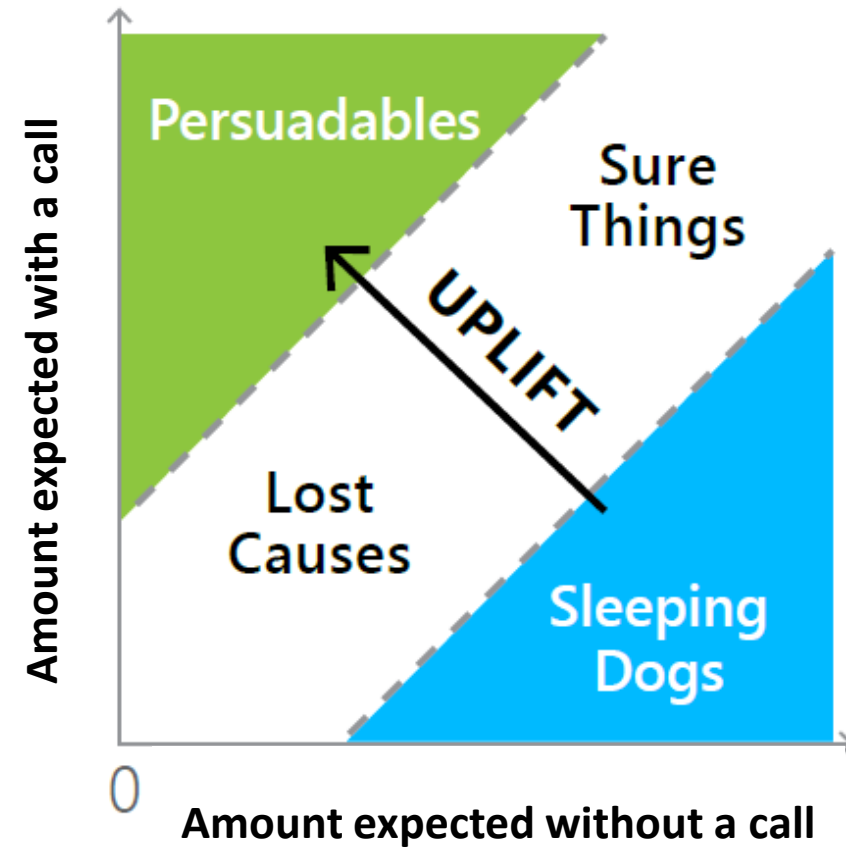 Amount expected with a call
Persuadables
Sure
Things
UPLIFT
Lost
Causes
Sleeping
Dogs
0
Amount expected without a call